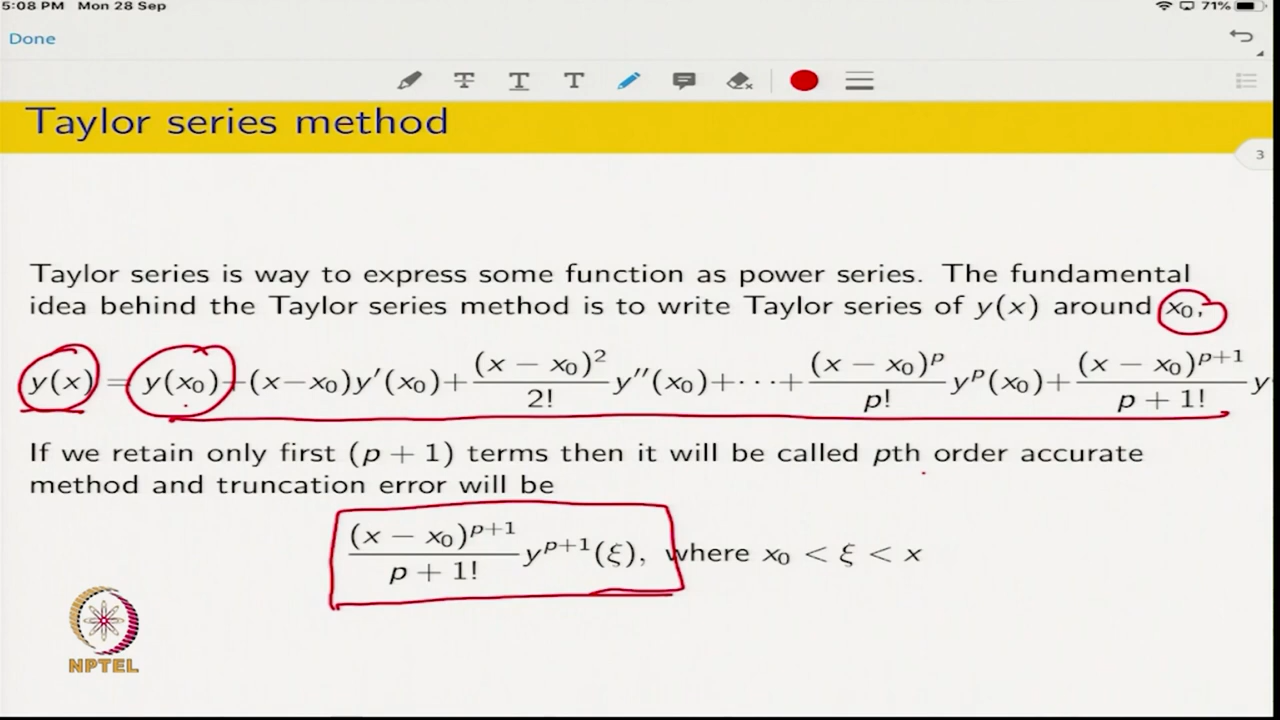 5:08 PM Mon 28 Sep 71%
Done
T T T
Taylor series method
3
Taylor series is way to express some function as power series. The fundamental
idea behind the Taylor series method is to write Taylor series of y(x) around x₀,
y(x) = y(x₀)+(x−x₀)y′(x₀)+\frac{(x − x₀)²}{2!}y′′(x₀)+···+\frac{(x − x₀)^p}{p!}y^p(x₀)+\frac{(x − x₀)^{p+1}}{p + 1!}y
If we retain only first (p + 1) terms then it will be called pth order accurate
method and truncation error will be
\frac{(x − x₀)^{p+1}}{p + 1!}y^{p+1}(ξ), where x₀ < ξ < x
NPTEL